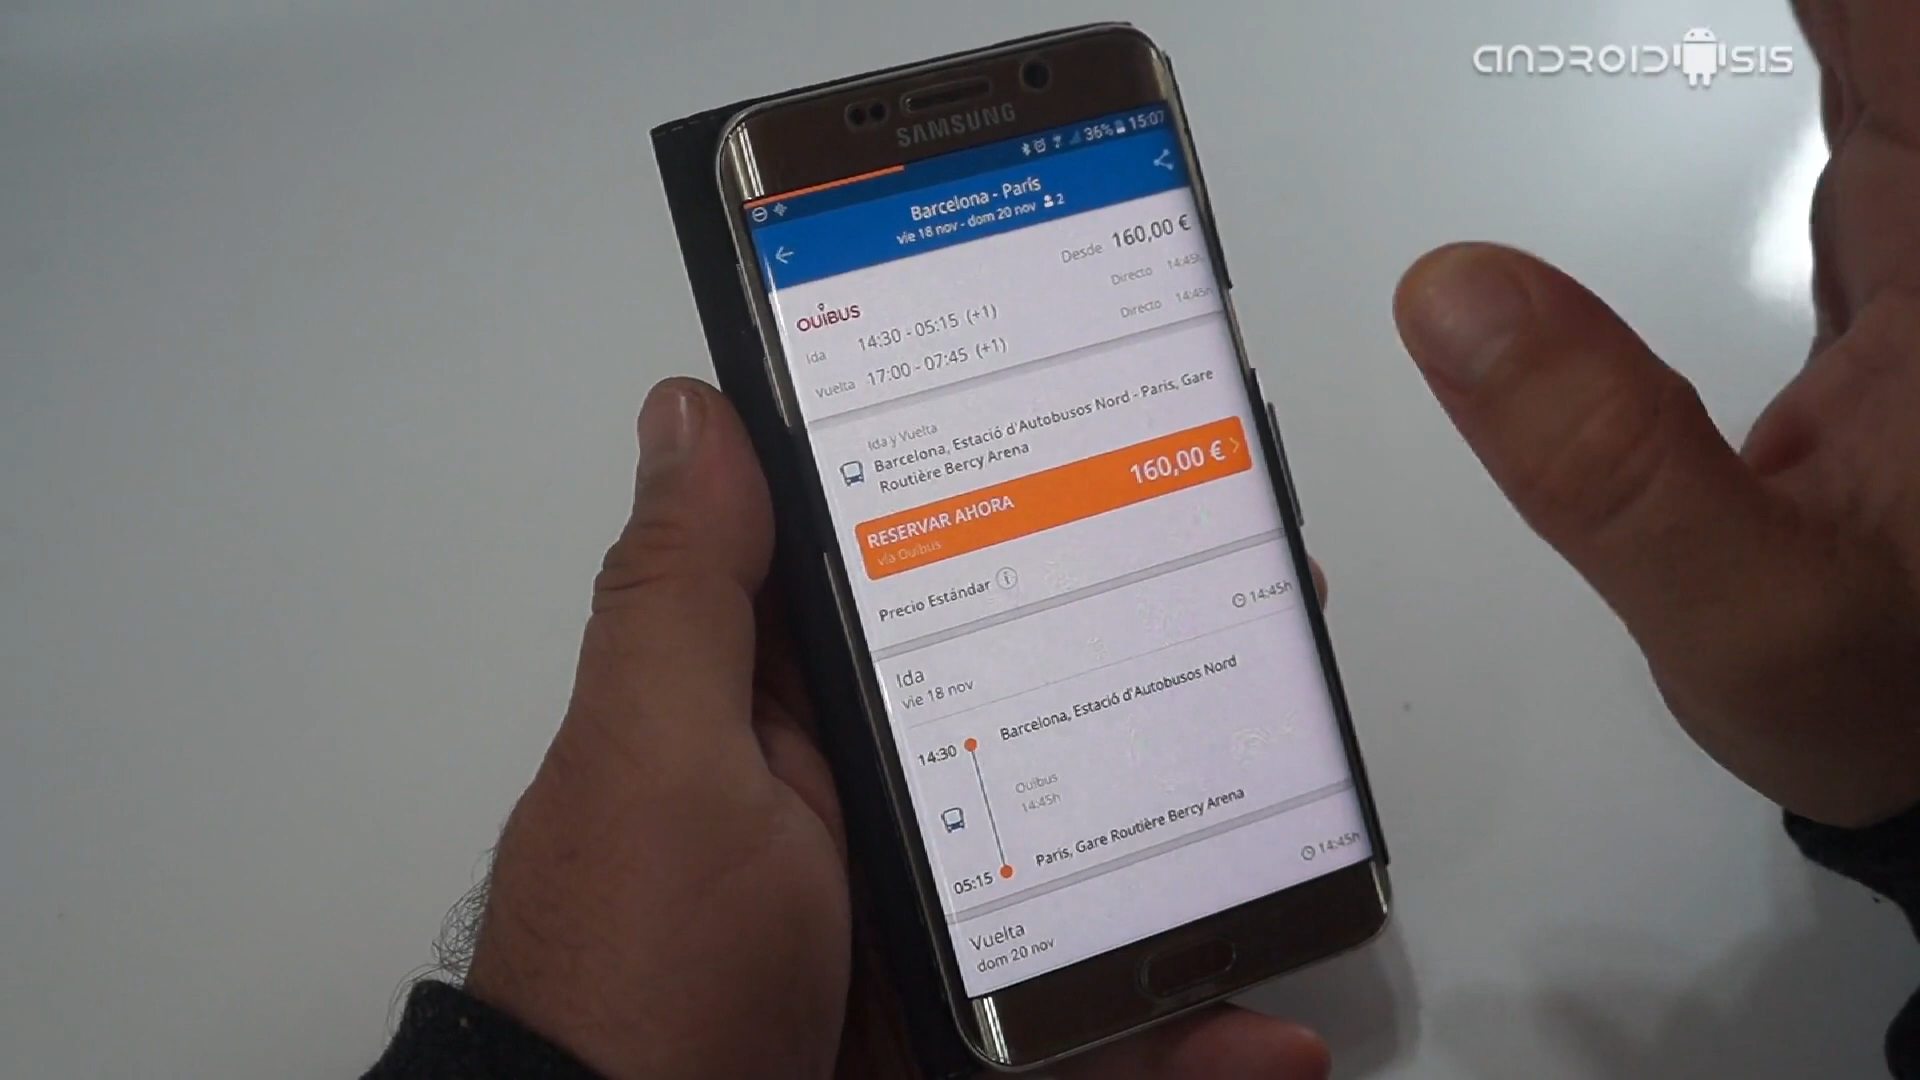 ANDROIDSIS
SAMSUNG
36% 15:07
Barcelona - París
vie 18 nov - dom 20 nov 2
Desde 160,00 €
OUIBUS
Directo 14:45h
Ida 14:30 - 05:15 (+1)
Directo 14:45h
Vuelta 17:00 - 07:45 (+1)
Ida y Vuelta
Barcelona, Estació d'Autobusos Nord - Paris, Gare
Routière Bercy Arena
RESERVAR AHORA 160,00 €
vía Ouibus
Precio Estándar
Ida 14:45h
vie 18 nov
14:30 Barcelona, Estació d'Autobusos Nord
Ouibus
14:45h
05:15 Paris, Gare Routière Bercy Arena
Vuelta 14:45h
dom 20 nov